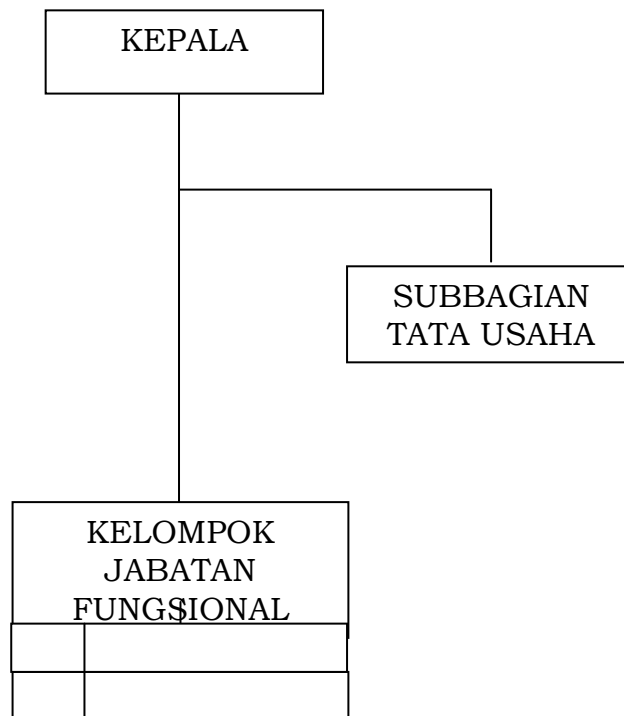 KEPALA
SUBBAGIAN
TATA USAHA
KELOMPOK
JABATAN
FUNGSIONAL